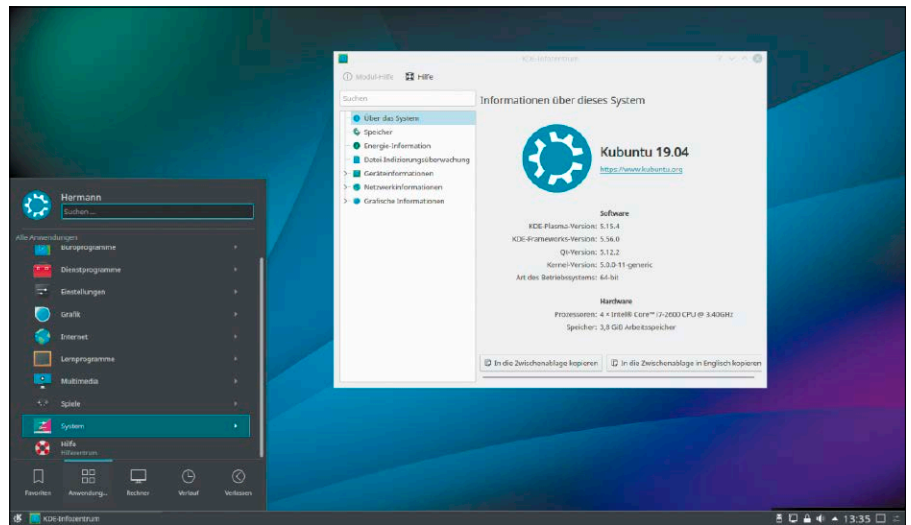 KDE-Infozentrum
Modul-Hilfe Hilfe
Suchen
Über das System
Speicher
Energie-Information
Datei-Indizierungsüberwachung
Geräteinformationen
Netzwerkinformationen
Grafische Informationen
Informationen über dieses System
Kubuntu 19.04
https://www.kubuntu.org
Software
KDE-Plasma-Version: 5.15.4
KDE-Frameworks-Version: 5.56.0
Qt-Version: 5.12.2
Kernel-Version: 5.0.0-11-generic
Art des Betriebssystems: 64-bit
Hardware
Prozessoren: 4 × Intel® Core™ i7-2600 CPU @ 3.40GHz
Speicher: 3,8 GiB Arbeitsspeicher
In die Zwischenablage kopieren In die Zwischenablage in Englisch kopieren
Hermann
Suchen ...
Alle Anwendungen
Büroprogramme
Dienstprogramme
Einstellungen
Grafik
Internet
Lernprogramme
Multimedia
Spiele
System
Hilfe
Hilfezentrum
Favoriten Anwendung... Rechner Verlauf Verlassen
KDE-Infozentrum 13:35